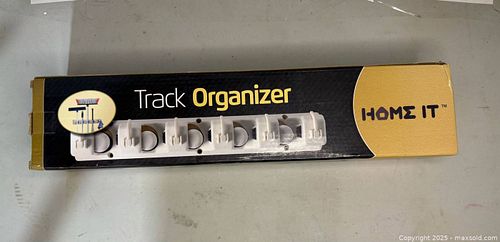 Track Organizer
HOME IT™
Copyright © 2025 - maxsold.com